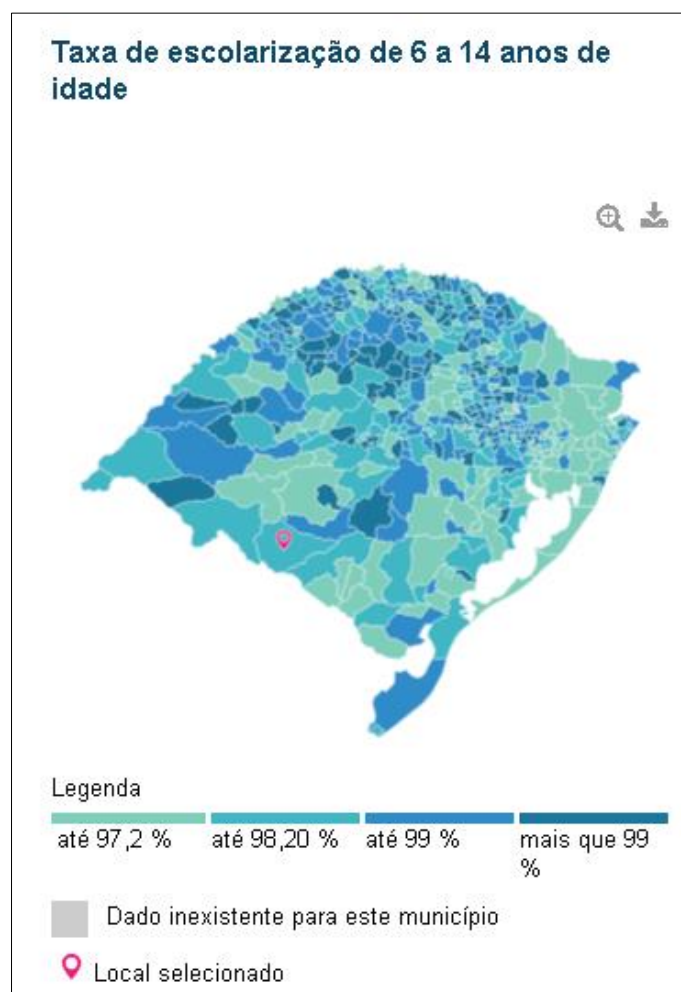 Taxa de escolarização de 6 a 14 anos de
idade
Legenda
até 97,2 %
até 98,20 %
até 99 %
mais que 99
%
Dado inexistente para este município
Local selecionado